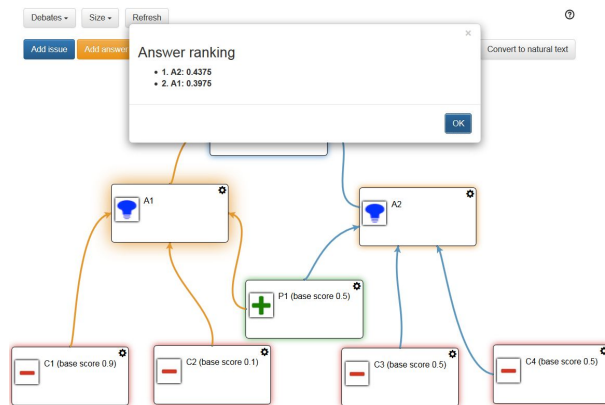 Debates
Size
Refresh
Add issue
Add answer
Convert to natural text
×
Answer ranking
1. A2: 0.4375
2. A1: 0.3975
OK
A1
A2
P1 (base score 0.5)
C1 (base score 0.9)
C2 (base score 0.1)
C3 (base score 0.5)
C4 (base score 0.5)